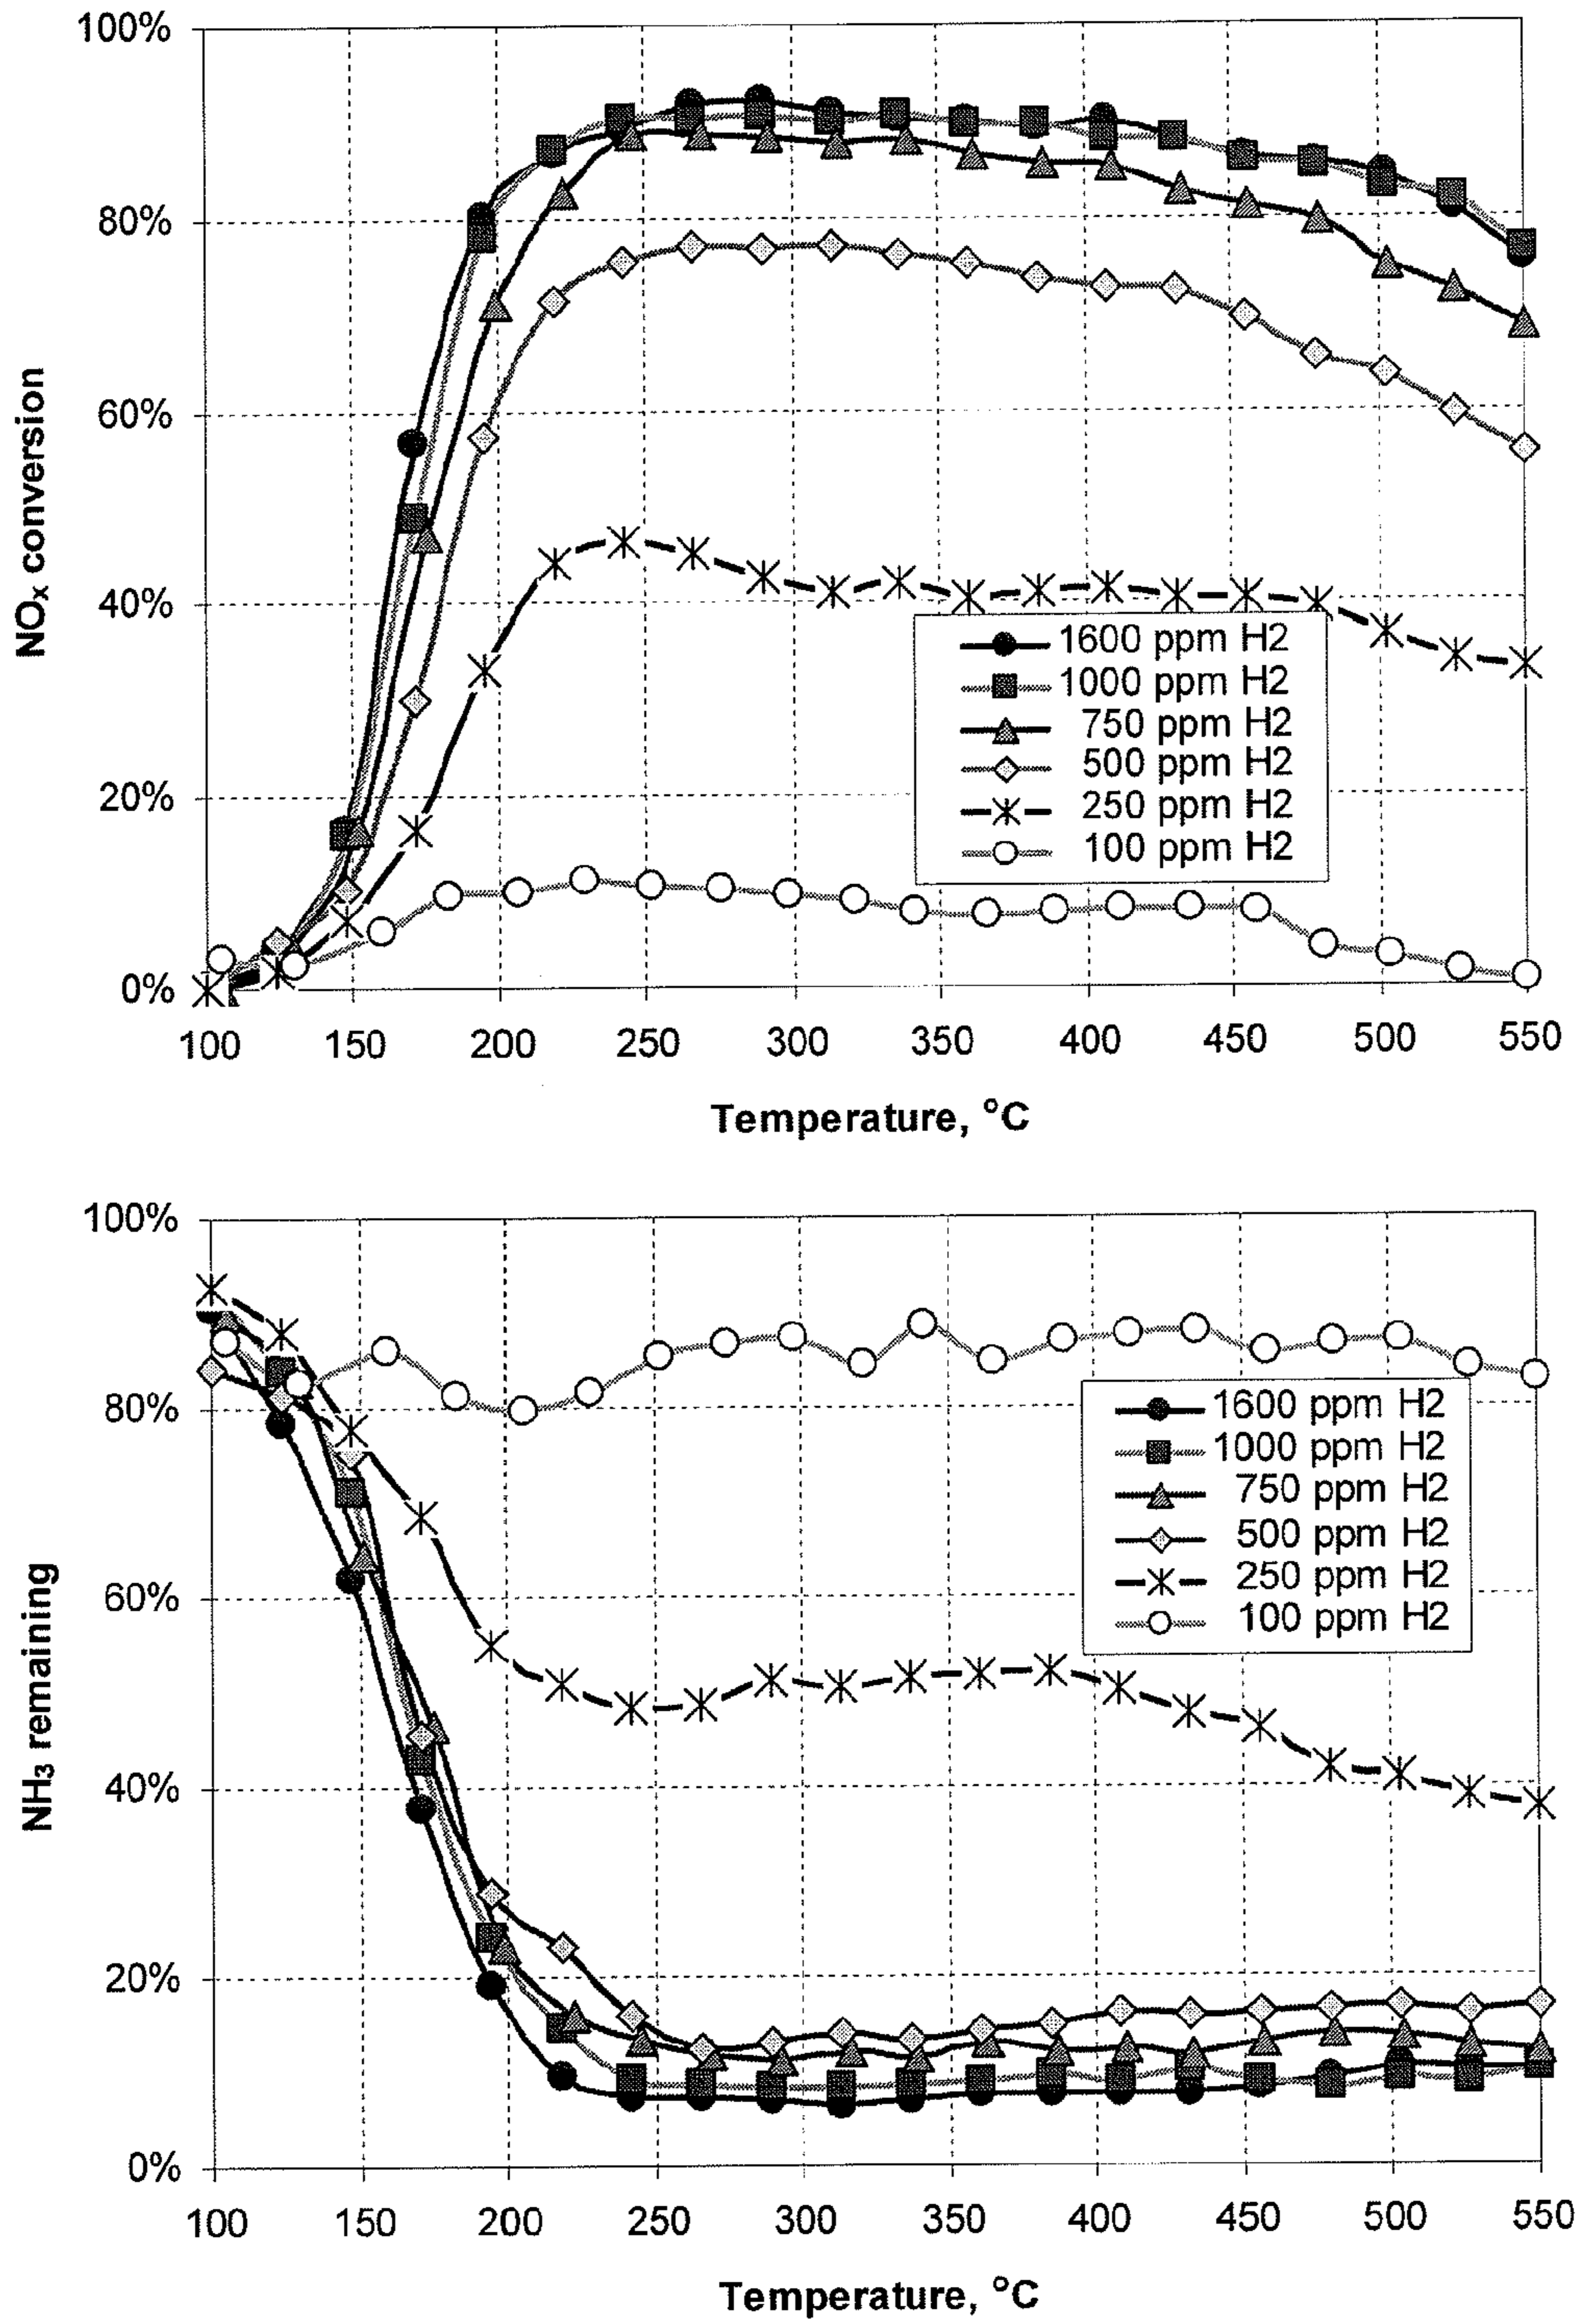 100%
80%
60%
40%
20%
0%
NOx conversion
1600 ppm H2
1000 ppm H2
750 ppm H2
500 ppm H2
250 ppm H2
100 ppm H2
100 150 200 250 300 350 400 450 500 550
Temperature, °C
100%
80%
60%
40%
20%
0%
NH3 remaining
1600 ppm H2
1000 ppm H2
750 ppm H2
500 ppm H2
250 ppm H2
100 ppm H2
100 150 200 250 300 350 400 450 500 550
Temperature, °C